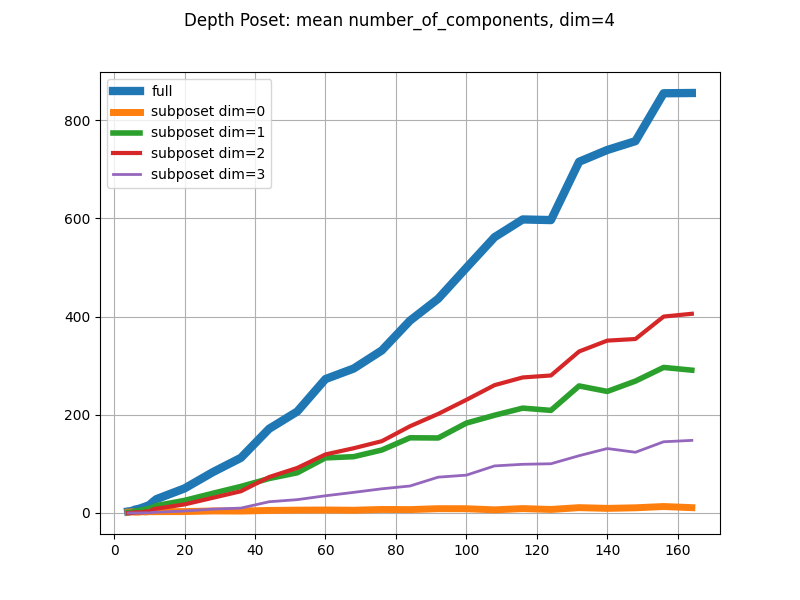 Depth Poset: mean number_of_components, dim=4
full
subposet dim=0
subposet dim=1
subposet dim=2
subposet dim=3
800
600
400
200
0
0 20 40 60 80 100 120 140 160